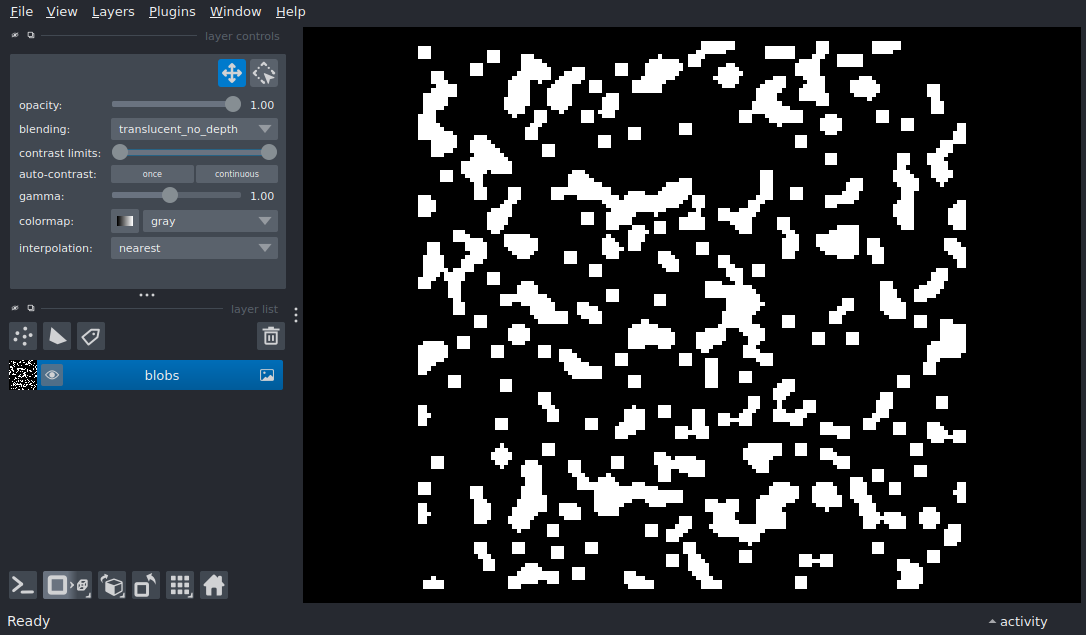 File View Layers Plugins Window Help
layer controls
opacity: 1.00
blending: translucent_no_depth
contrast limits:
auto-contrast: once continuous
gamma: 1.00
colormap: gray
interpolation: nearest
layer list
blobs
Ready activity